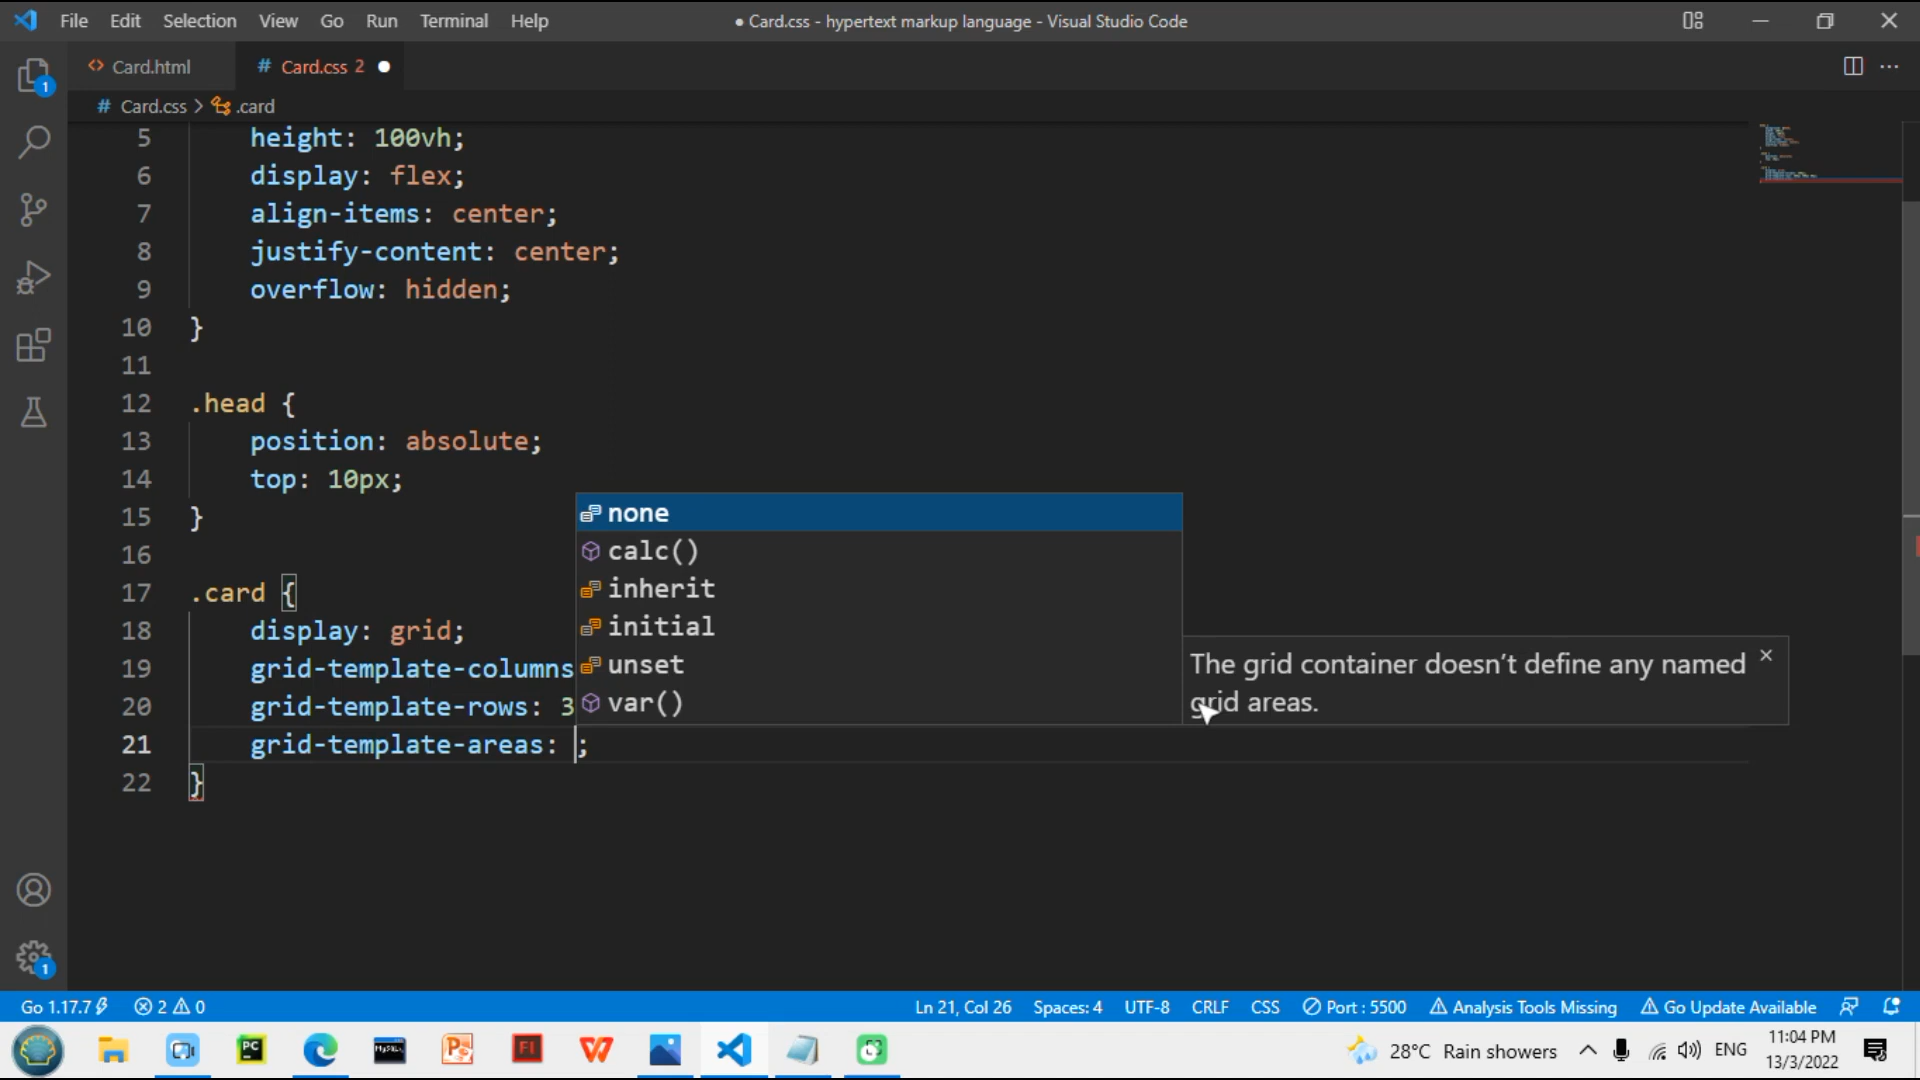 File Edit Selection View Go Run Terminal Help
● Card.css - hypertext markup language - Visual Studio Code
<> Card.html
# Card.css 2 ●
# Card.css > .card
5 height: 100vh;
6 display: flex;
7 align-items: center;
8 justify-content: center;
9 overflow: hidden;
10 }
11
12 .head {
13 position: absolute;
14 top: 10px;
15 }
16
17 .card {
18 display: grid;
19 grid-template-columns
20 grid-template-rows: 3
21 grid-template-areas: ;
22 }
none
calc()
inherit
initial
unset
var()
The grid container doesn’t define any named
grid areas.
1
1
Go 1.17.7 2 0 Ln 21, Col 26 Spaces: 4 UTF-8 CRLF CSS Port : 5500 Analysis Tools Missing Go Update Available
PC MySQL P Fl W
28°C Rain showers ENG
11:04 PM
13/3/2022